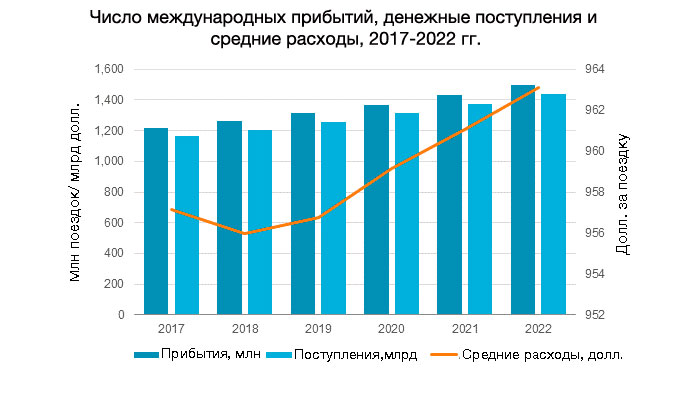 Число международных прибытий, денежные поступления и
средние расходы, 2017-2022 гг.
Млн поездок/ млрд долл.
1,600
1,400
1,200
1,000
800
600
400
200
0
964
962
960
958
956
954
952
Долл. за поездку
2017 2018 2019 2020 2021 2022
Прибытия, млн Поступления,млрд Средние расходы, долл.